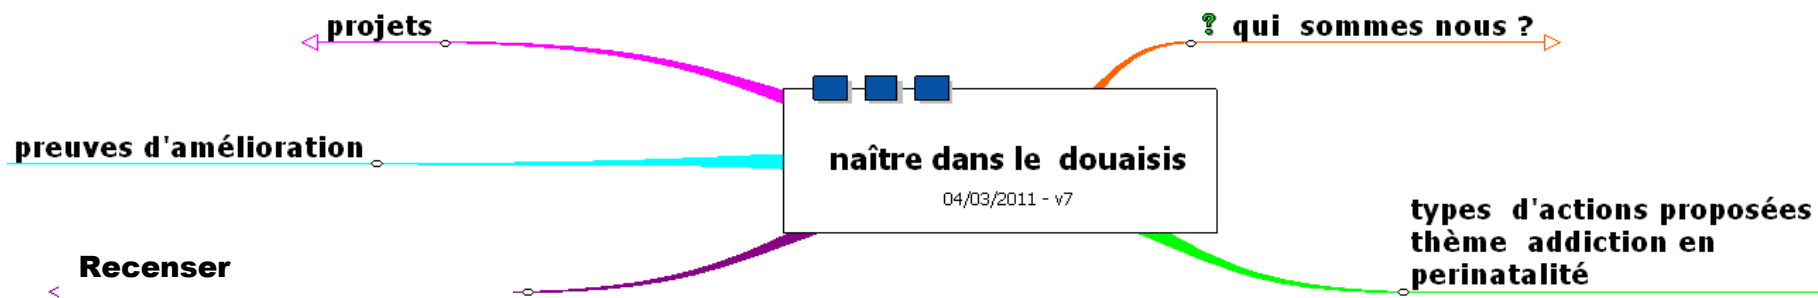 projets
? qui sommes nous ?
preuves d'amélioration
naître dans le douaisis
04/03/2011 - v7
types d'actions proposées
thème addiction en
perinatalité
Recenser